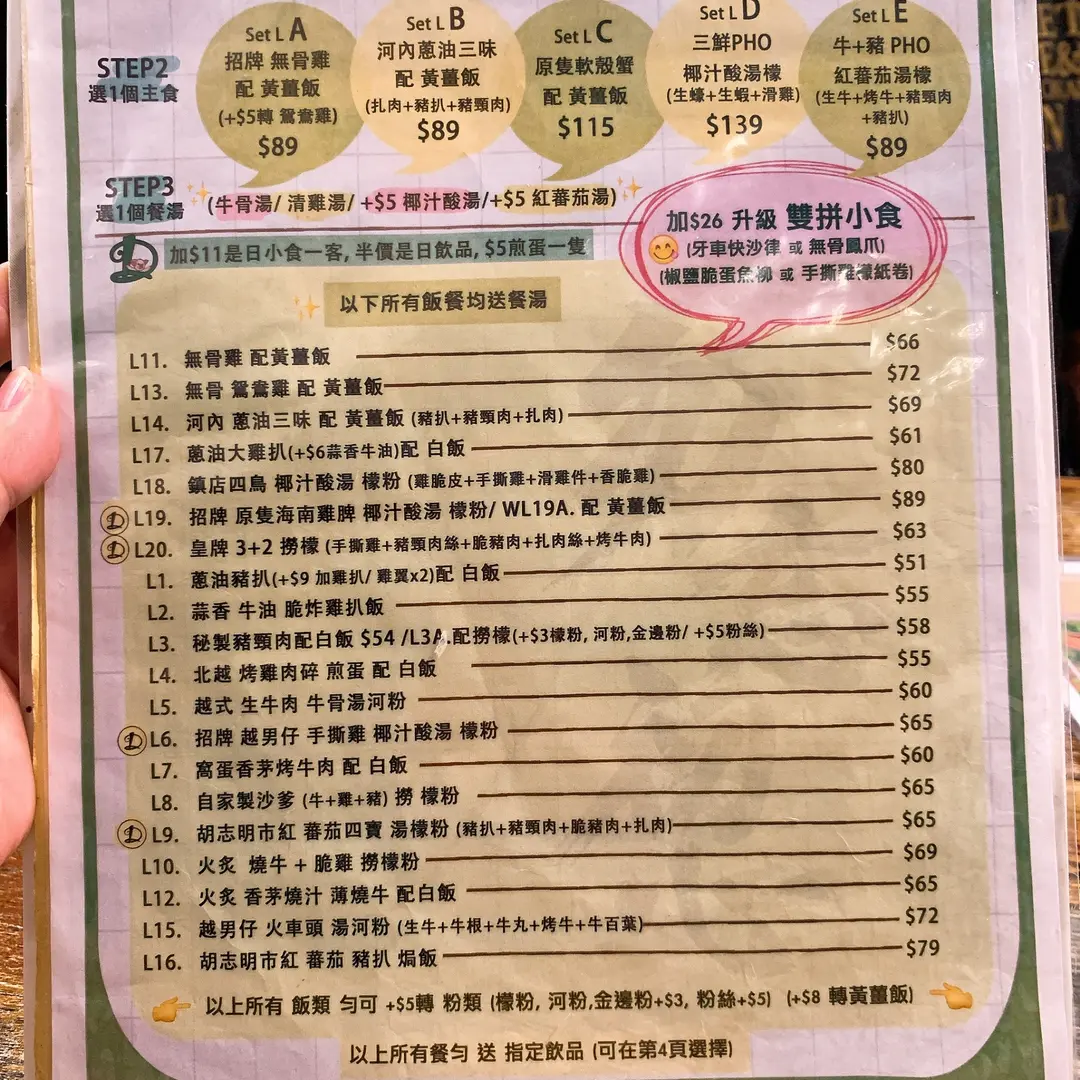 STEP2
選1個主食
Set L A
招牌 無骨雞
配 黃薑飯
(+$5轉 鴛鴦雞)
$89
Set L B
河內蔥油三味
配 黃薑飯
(扎肉+豬扒+豬頸肉)
$89
Set L C
原隻軟殼蟹
配 黃薑飯
$115
Set L D
三鮮PHO
椰汁酸湯檬
(生蠔+生蝦+滑雞)
$139
Set L E
牛+豬 PHO
紅蕃茄湯檬
(生牛+烤牛+豬頸肉
+豬扒)
$89
STEP3
選1個餐湯
(牛骨湯/ 清雞湯/ +$5 椰汁酸湯/+$5 紅蕃茄湯)
加$11是日小食一客, 半價是日飲品, $5煎蛋一隻
加$26 升級 雙拼小食
(牙車快沙律 或 無骨鳳爪)
(椒鹽脆蛋魚柳 或 手撕雞檬紙卷)
以下所有飯餐均送餐湯
L11. 無骨雞 配黃薑飯 $66
L13. 無骨 鴛鴦雞 配 黃薑飯 $72
L14. 河內 蔥油三味 配 黃薑飯 (豬扒+豬頸肉+扎肉) $69
L17. 蔥油大雞扒(+$6蒜香牛油)配 白飯 $61
L18. 鎮店四鳥 椰汁酸湯 檬粉 (雞脆皮+手撕雞+滑雞件+香脆雞) $80
L19. 招牌 原隻海南雞脾 椰汁酸湯 檬粉/ WL19A. 配 黃薑飯 $89
L20. 皇牌 3+2 撈檬 (手撕雞+豬頸肉絲+脆豬肉+扎肉絲+烤牛肉) $63
L1. 蔥油豬扒(+$9 加雞扒/ 雞翼x2)配 白飯 $51
L2. 蒜香 牛油 脆炸雞扒飯 $55
L3. 秘製豬頸肉配白飯 $54 /L3A.配撈檬(+$3檬粉, 河粉,金邊粉/ +$5粉絲) $58
L4. 北越 烤雞肉碎 煎蛋 配 白飯 $55
L5. 越式 生牛肉 牛骨湯河粉 $60
L6. 招牌 越男仔 手撕雞 椰汁酸湯 檬粉 $65
L7. 窩蛋香茅烤牛肉 配 白飯 $60
L8. 自家製沙爹 (牛+雞+豬) 撈 檬粉 $65
L9. 胡志明市紅 蕃茄四寶 湯檬粉 (豬扒+豬頸肉+脆豬肉+扎肉) $65
L10. 火炙 燒牛 + 脆雞 撈檬粉 $69
L12. 火炙 香茅燒汁 薄燒牛 配白飯 $65
L15. 越男仔 火車頭 湯河粉 (生牛+牛根+牛丸+烤牛+牛百葉) $72
L16. 胡志明市紅 蕃茄 豬扒 焗飯 $79
以上所有 飯類 勻可 +$5轉 粉類 (檬粉, 河粉,金邊粉+$3, 粉絲+$5) (+$8 轉黃薑飯)
以上所有餐勻 送 指定飲品 (可在第4頁選擇)